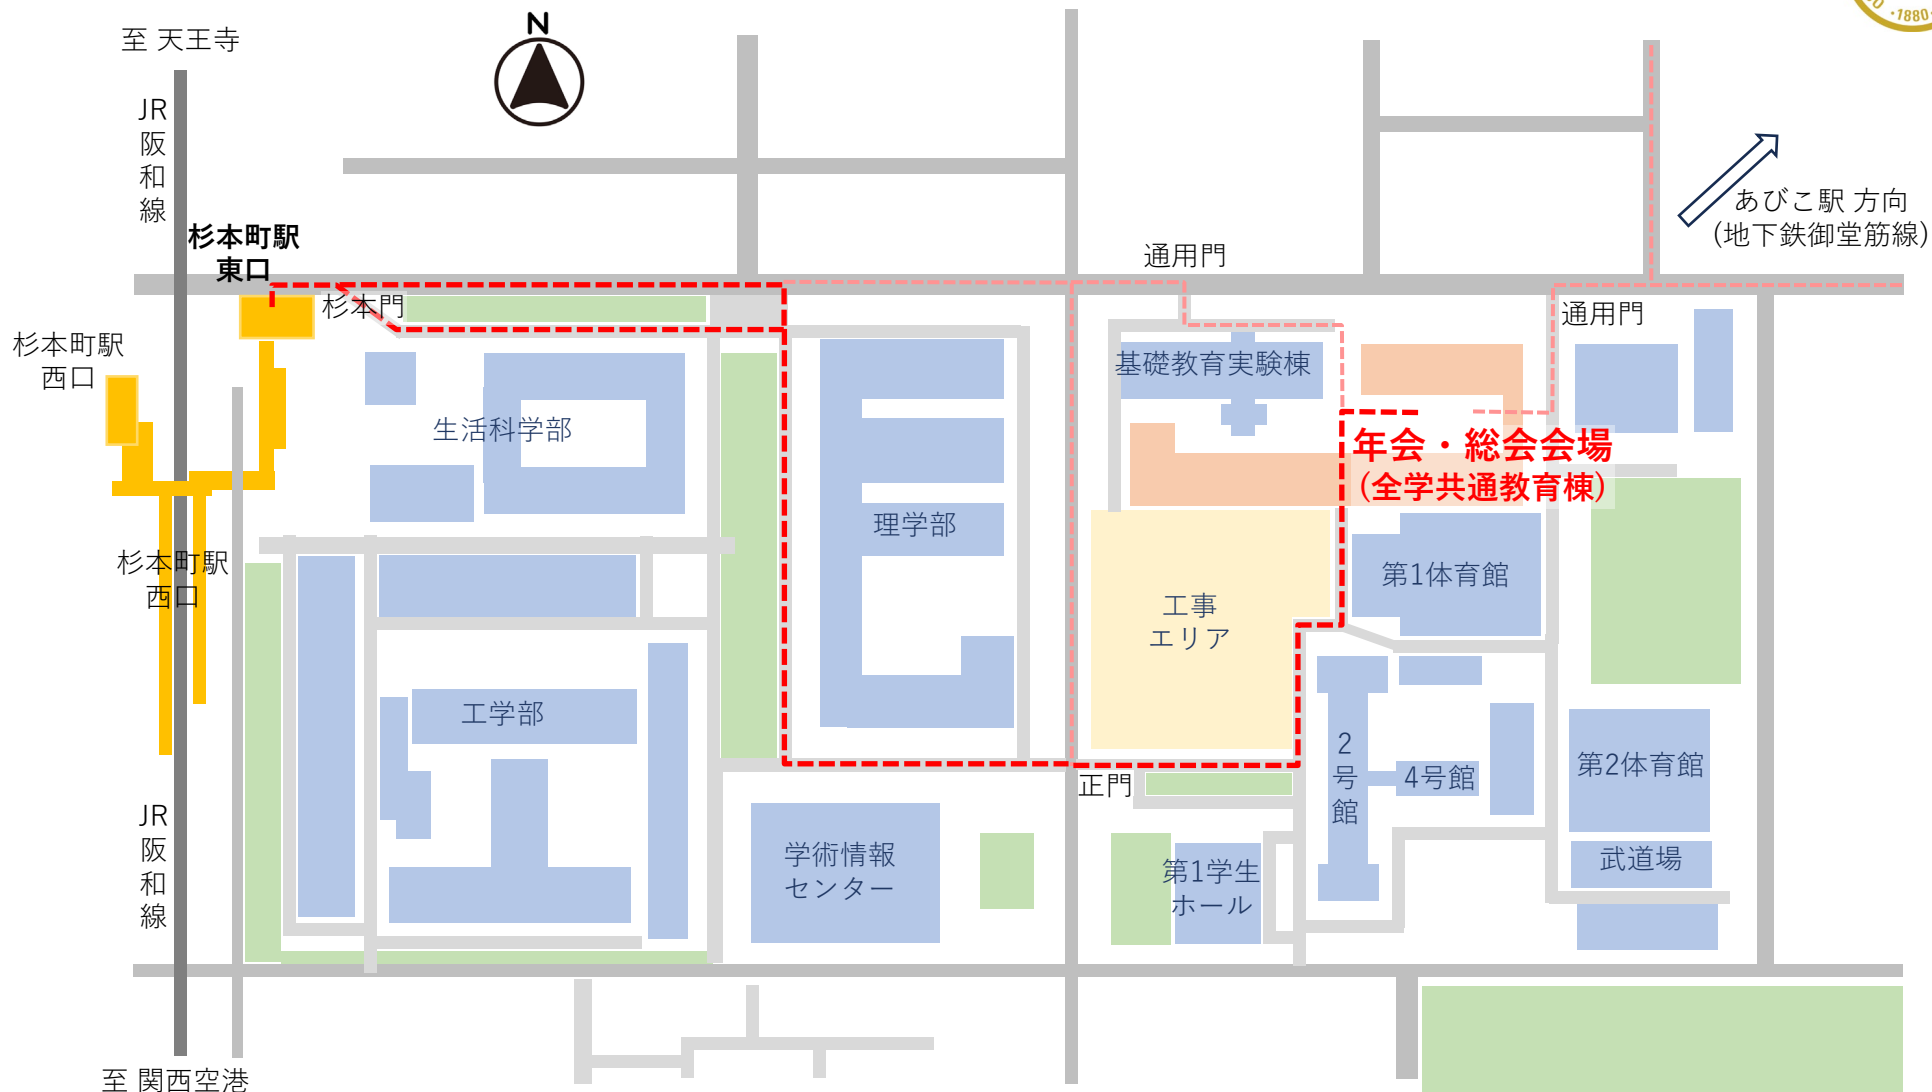 N
·1880·
至 天王寺
JR
阪
和
線
杉本町駅
東口
杉本門
杉本町駅
西口
通用門
あびこ駅 方向
(地下鉄御堂筋線)
通用門
基礎教育実験棟
生活科学部
年会・総会会場
(全学共通教育棟)
理学部
杉本町駅
西口
第1体育館
工事
エリア
工学部
2
号
館
4号館
第2体育館
正門
JR
阪
和
線
学術情報
センター
第1学生
ホール
武道場
至 関西空港